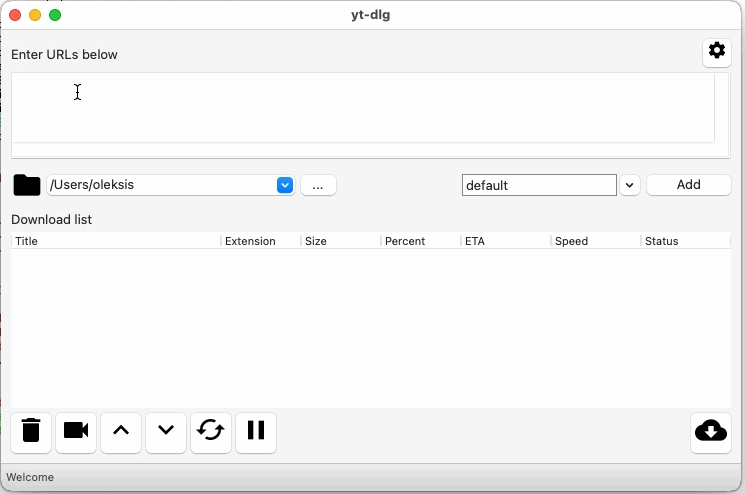 yt-dlg
Enter URLs below
/Users/oleksis
...
default
Add
Download list
Title Extension Size Percent ETA Speed Status
Welcome